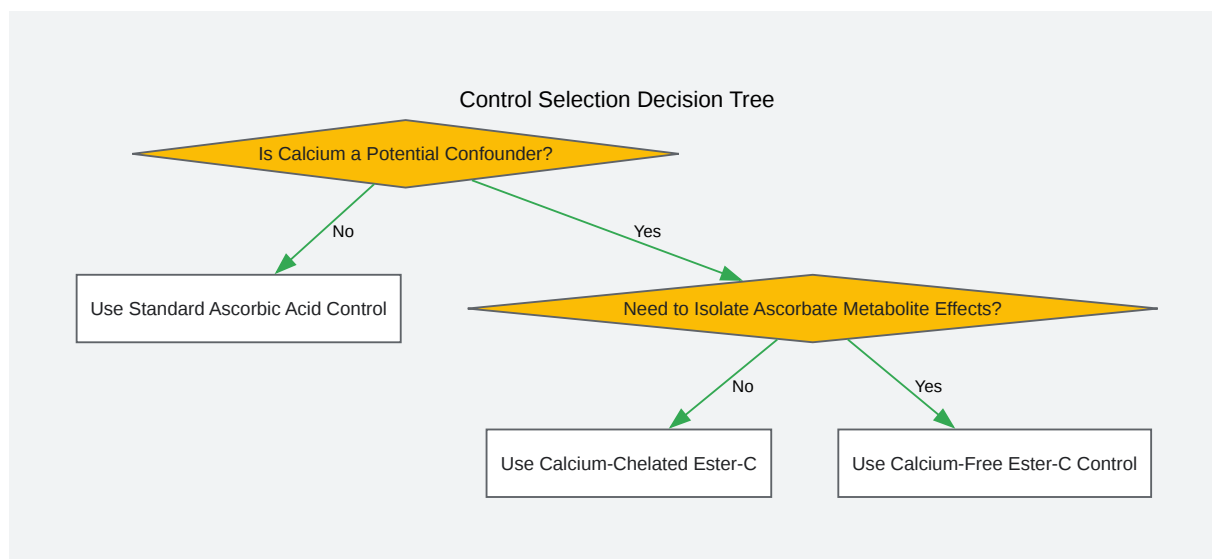 Control Selection Decision Tree
Is Calcium a Potential Confounder?
No
Yes
Use Standard Ascorbic Acid Control
Need to Isolate Ascorbate Metabolite Effects?
No
Yes
Use Calcium-Chelated Ester-C
Use Calcium-Free Ester-C Control